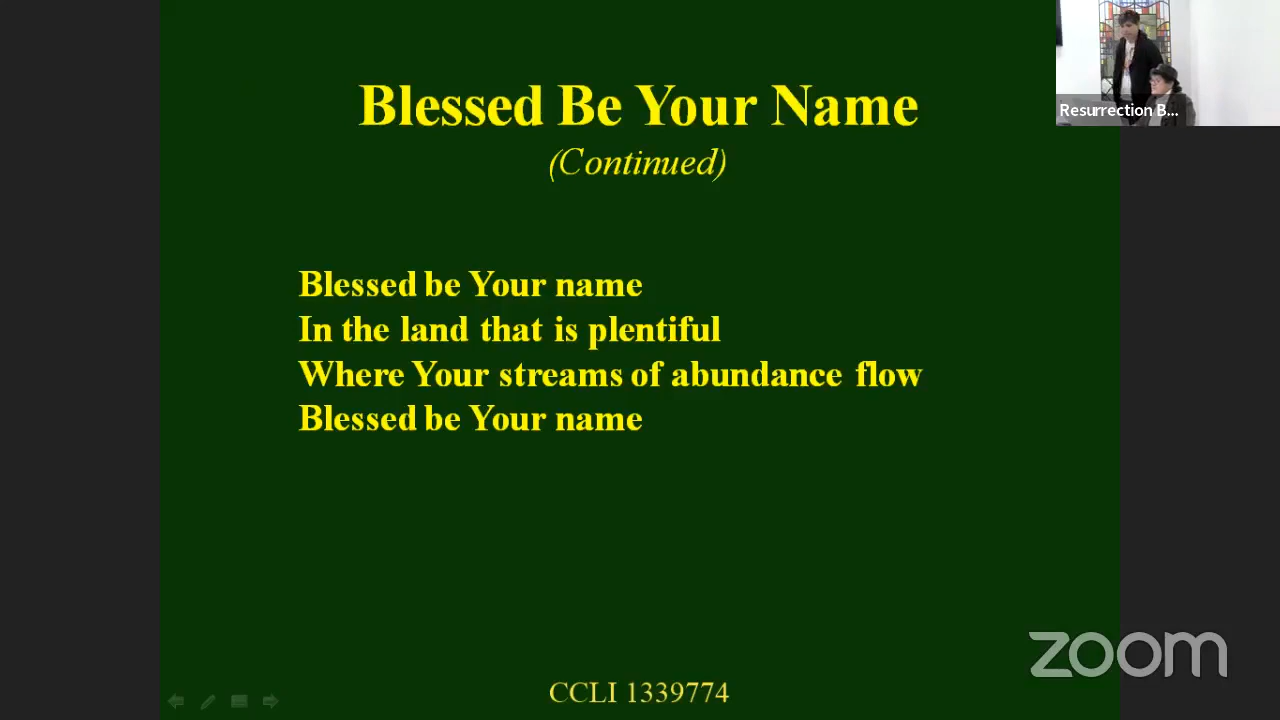 Blessed Be Your Name
(Continued)
Resurrection B...
Blessed be Your name
In the land that is plentiful
Where Your streams of abundance flow
Blessed be Your name
zoom
CCLI 1339774